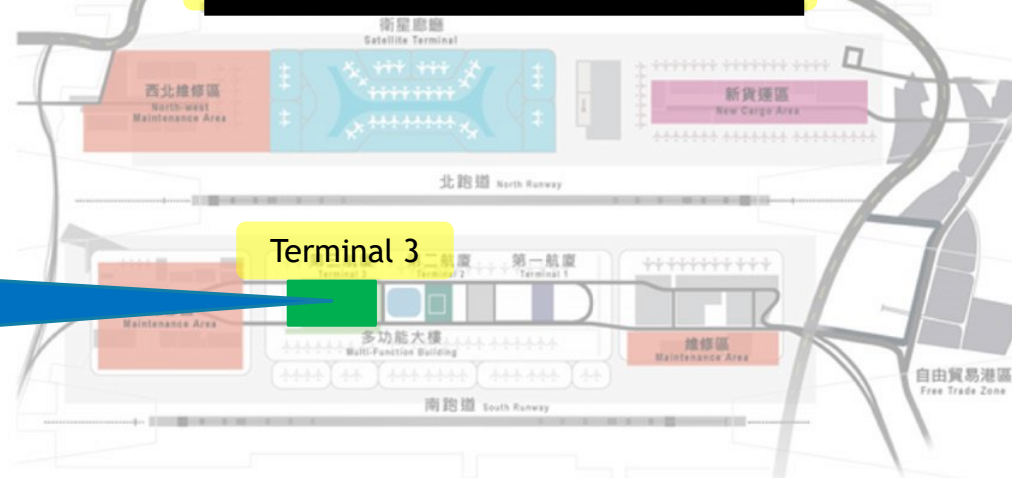 衛星廊廳
Satellite Terminal
西北維修區
North-west
Maintenance Area
新貨運區
New Cargo Area
北跑道 North Runway
Terminal 3
Terminal 3
二航廈
Terminal 2
第一航廈
Terminal 1
Maintenance Area
多功能大樓
Multi-Function Building
維修區
Maintenance Area
自由貿易港區
Free Trade Zone
南跑道 South Runway